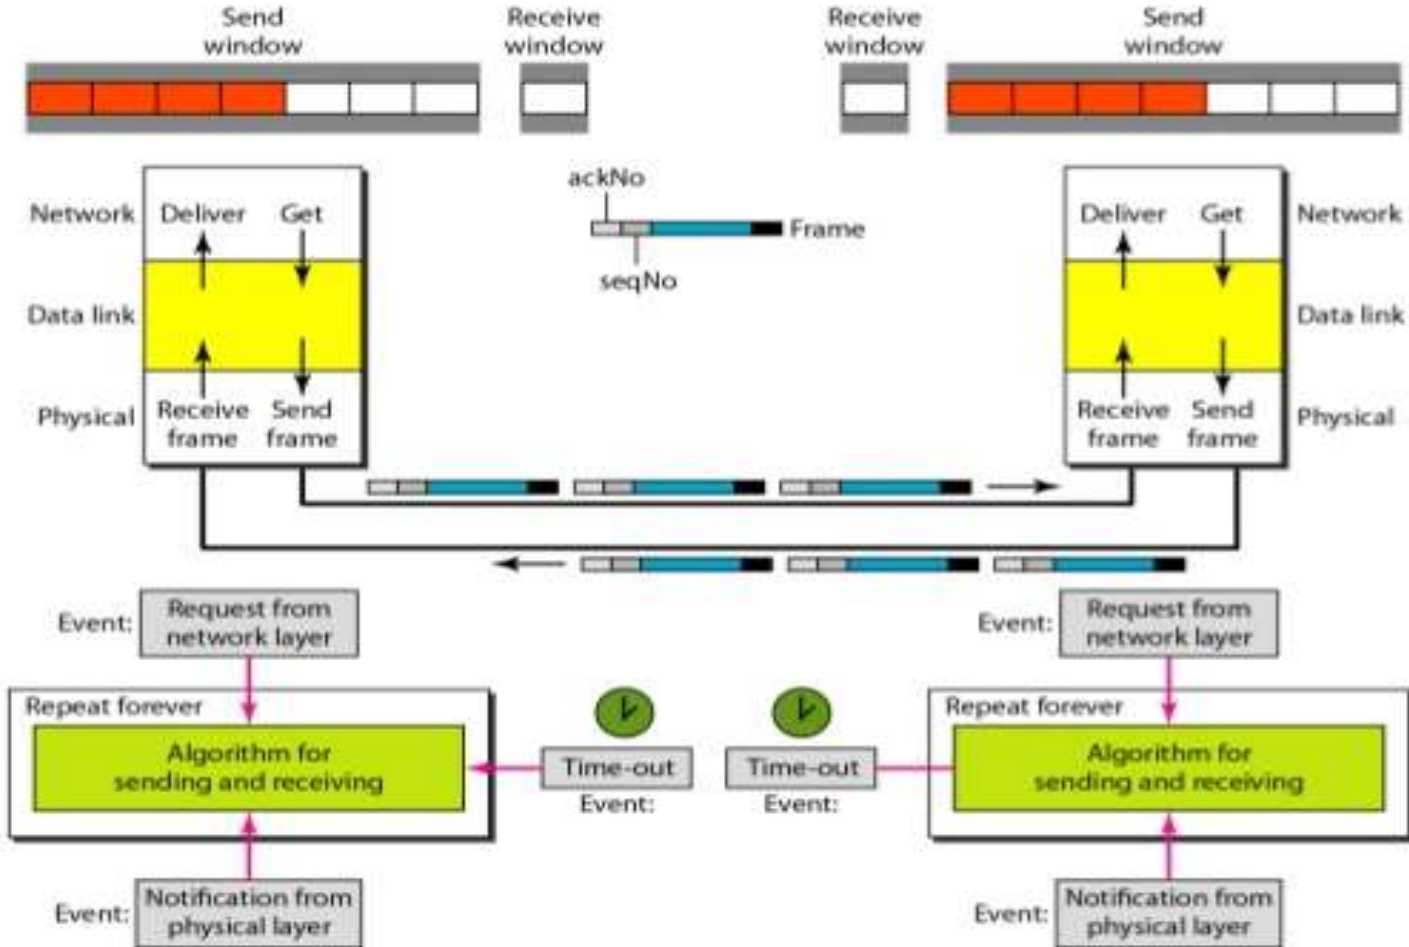 Send
window
Receive
window
Receive
window
Send
window
ackNo
Frame
seqNo
Network
Deliver
Get
Data link
Physical
Receive
frame
Send
frame
Deliver
Get
Network
Data link
Receive
frame
Send
frame
Physical
Event:
Request from
network layer
Event:
Request from
network layer
Repeat forever
Algorithm for
sending and receiving
Time-out
Event:
Time-out
Event:
Repeat forever
Algorithm for
sending and receiving
Event:
Notification from
physical layer
Event:
Notification from
physical layer